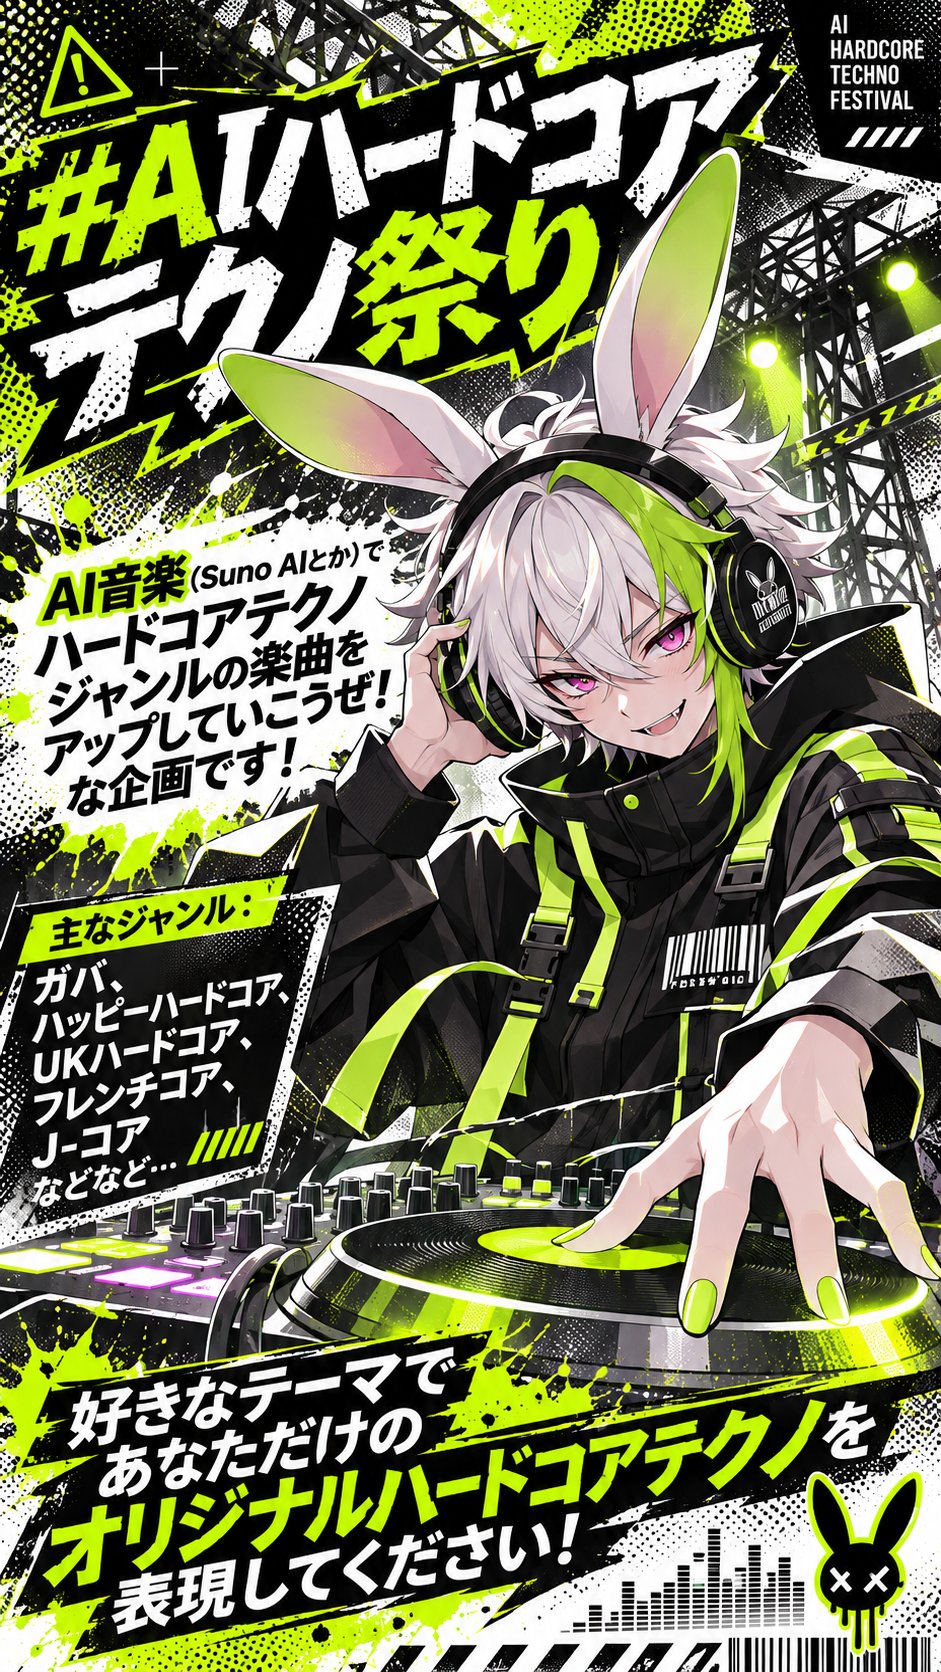 AI
HARDCORE
TECHNO
FESTIVAL
#AIハードコア
テクノ祭り
AI音楽(Suno AIとか)で
ハードコアテクノ
ジャンルの楽曲を
アップしていこうぜ!
な企画です!
主なジャンル:
ガバ、
ハッピーハードコア、
UKハードコア、
フレンチコア、
J-コア
などなど…
好きなテーマで
あなただけの
オリジナルハードコアテクノを
表現してください!